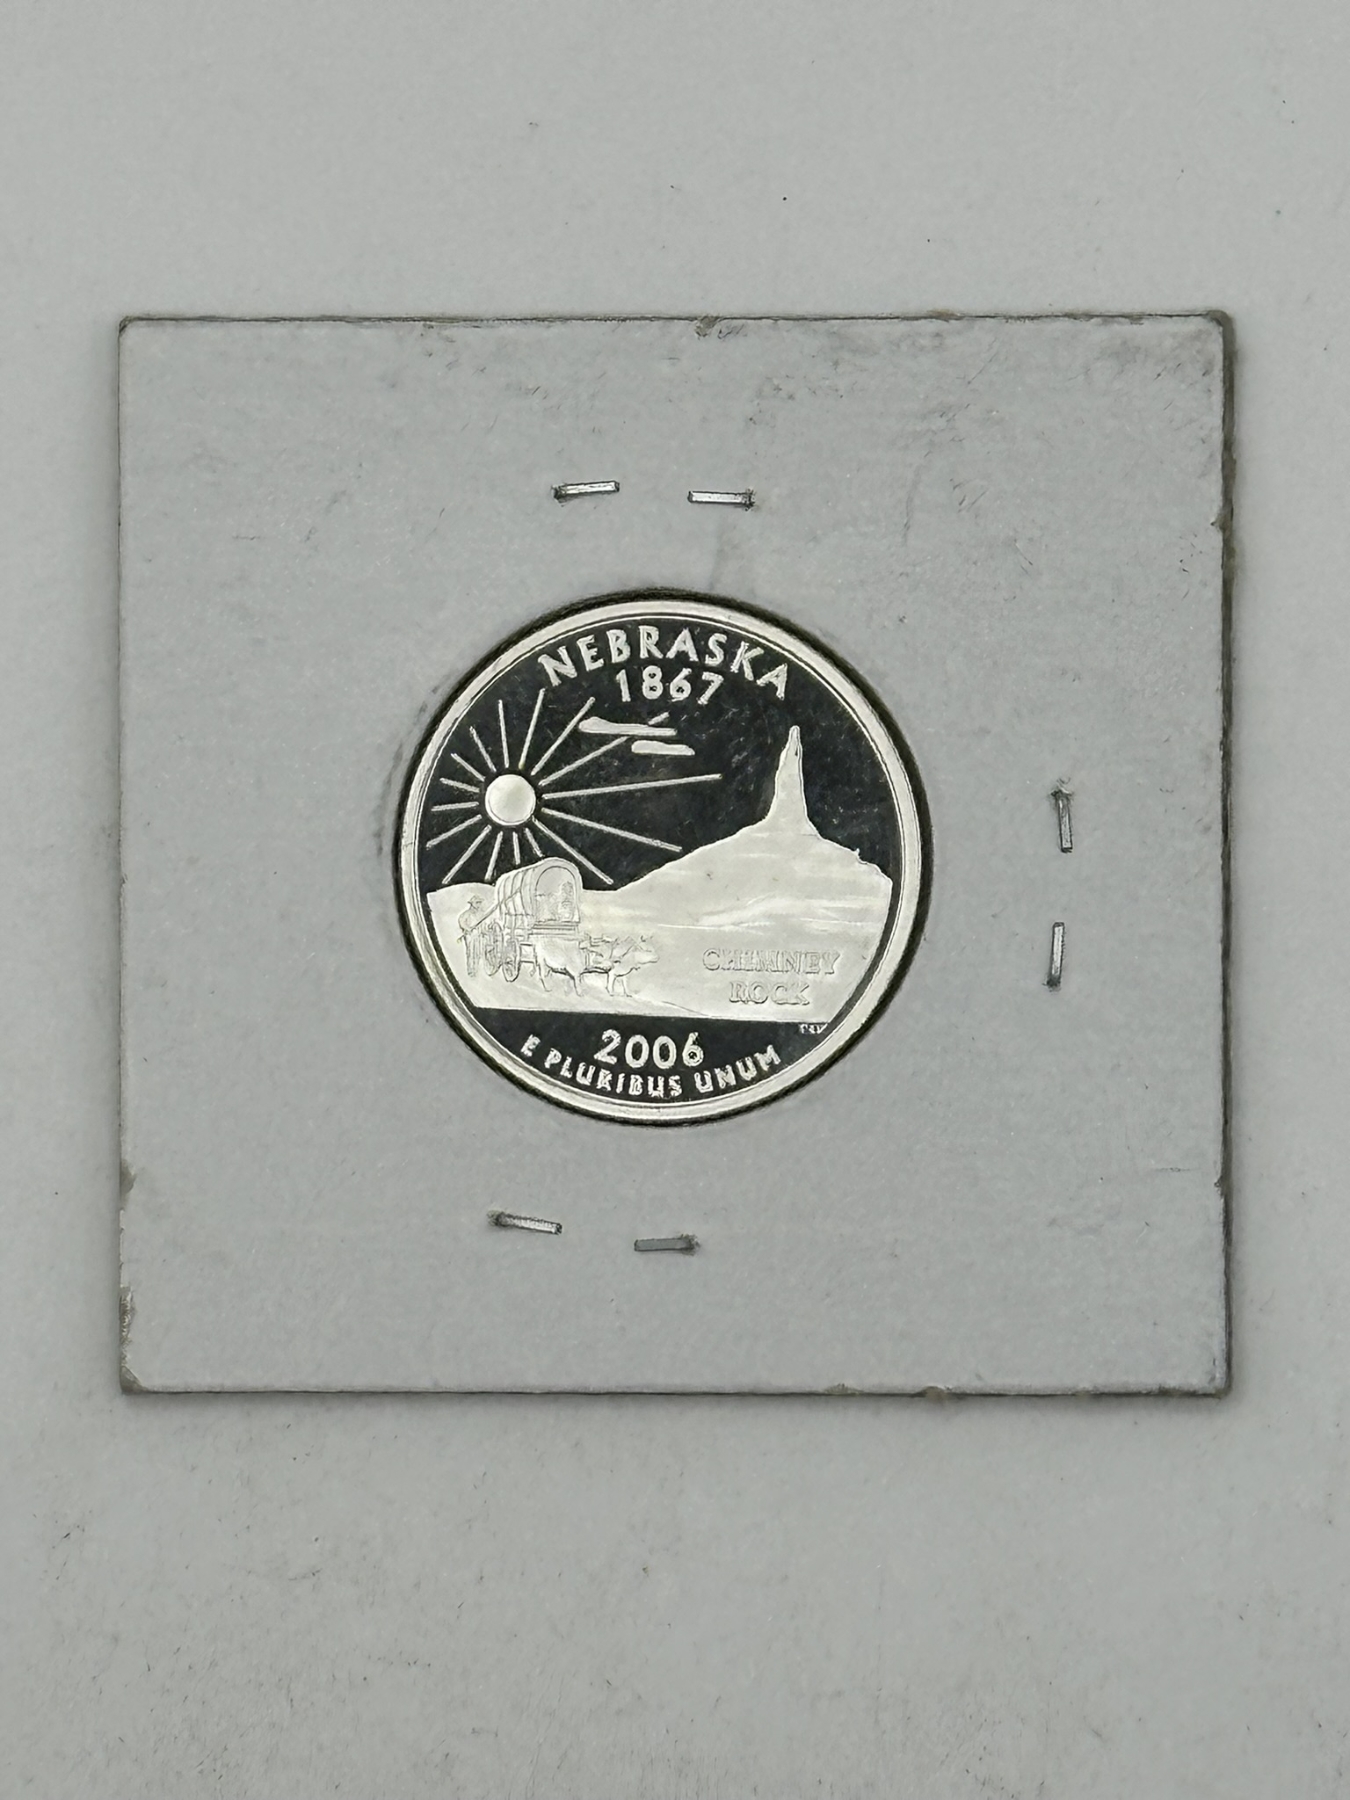 NEBRASKA
1867
CHIMNEY
ROCK
2006
E PLURIBUS UNUM